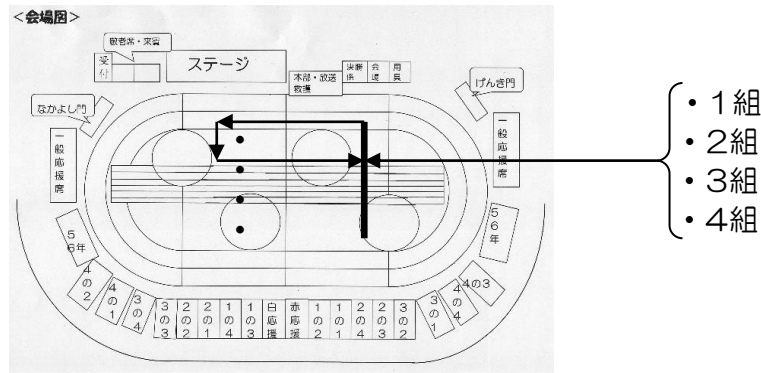 <会場図>
敬老席・来賓
受付
ステージ
本部・放送
救護
決勝係
会場
用具
げんき門
なかよし門
一般応援席
一般応援席
・1組
・2組
・3組
・4組
56年
56年
4の2
4の1
3の4
3の3
2の2
2の1
1の4
1の3
白応援
赤応援
1の2
1の1
2の4
2の3
3の2
3の1
4の4
4の3